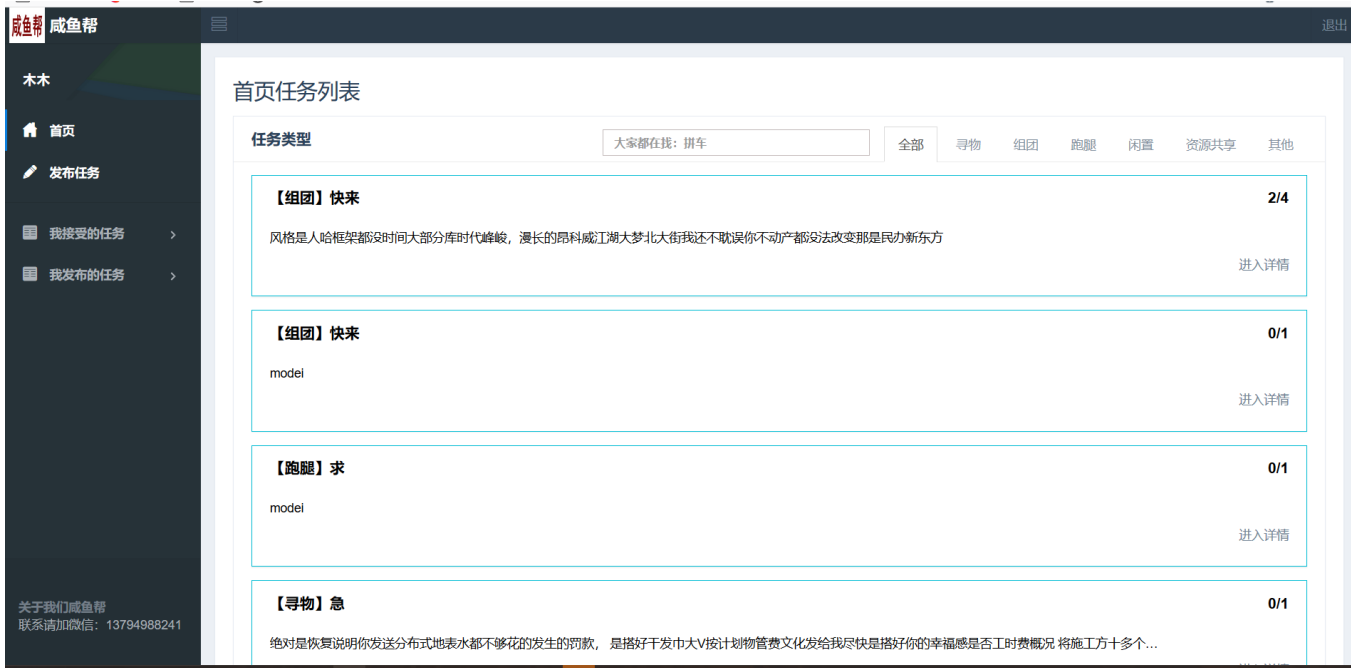 咸鱼帮 咸鱼帮
退出
木木
首页
发布任务
我接受的任务
我发布的任务
关于我们咸鱼帮
联系请加微信：13794988241
首页任务列表
任务类型
大家都在找：拼车
全部 寻物 组团 跑腿 闲置 资源共享 其他
【组团】快来 2/4
风格是人哈框架都没时间大部分库时代峰峻，漫长的昂科威江湖大梦北大街我还不耽误你不动产都没法改变那是民办新东方
进入详情
【组团】快来 0/1
modei
进入详情
【跑腿】求 0/1
modei
进入详情
【寻物】急 0/1
绝对是恢复说明你发送分布式地表水都不够花的发生的罚款， 是搭好干发巾大V按计划物管费文化发给我尽快是搭好你的幸福感是否工时费概况 将施工方十多个…